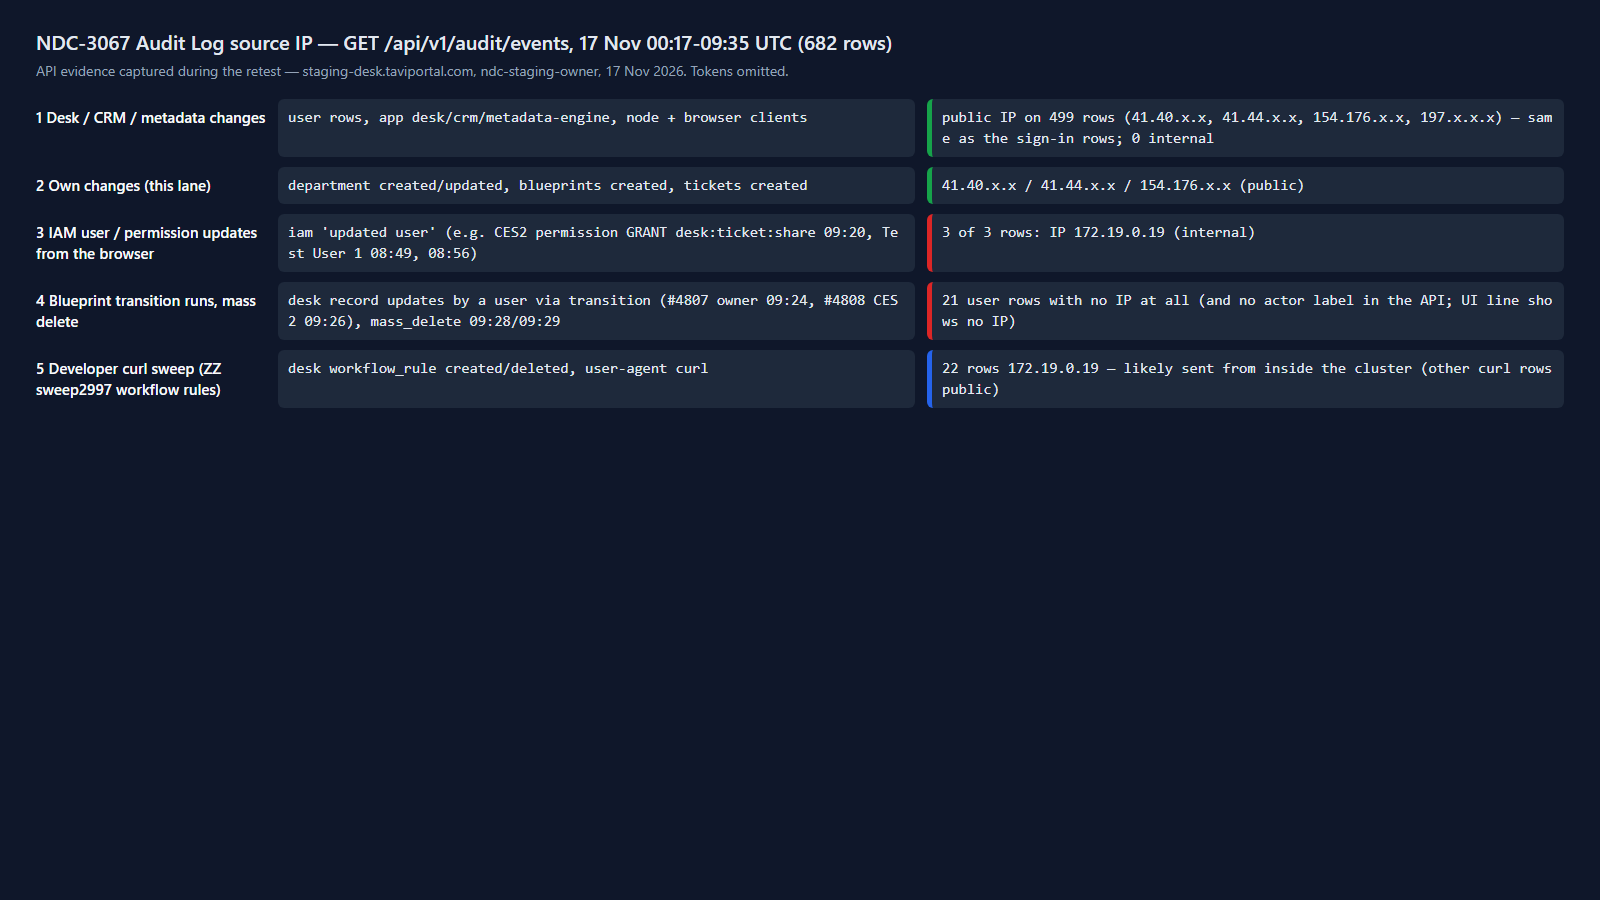 NDC-3067 Audit Log source IP — GET /api/v1/audit/events, 17 Nov 00:17-09:35 UTC (682 rows)
API evidence captured during the retest — staging-desk.taviportal.com, ndc-staging-owner, 17 Nov 2026. Tokens omitted.
1 Desk / CRM / metadata changes
user rows, app desk/crm/metadata-engine, node + browser clients
public IP on 499 rows (41.40.x.x, 41.44.x.x, 154.176.x.x, 197.x.x.x) — sam
e as the sign-in rows; 0 internal
2 Own changes (this lane)
department created/updated, blueprints created, tickets created
41.40.x.x / 41.44.x.x / 154.176.x.x (public)
3 IAM user / permission updates
from the browser
iam 'updated user' (e.g. CES2 permission GRANT desk:ticket:share 09:20, Te
st User 1 08:49, 08:56)
3 of 3 rows: IP 172.19.0.19 (internal)
4 Blueprint transition runs, mass
delete
desk record updates by a user via transition (#4807 owner 09:24, #4808 CES
2 09:26), mass_delete 09:28/09:29
21 user rows with no IP at all (and no actor label in the API; UI line sho
ws no IP)
5 Developer curl sweep (ZZ
sweep2997 workflow rules)
desk workflow_rule created/deleted, user-agent curl
22 rows 172.19.0.19 — likely sent from inside the cluster (other curl rows
public)